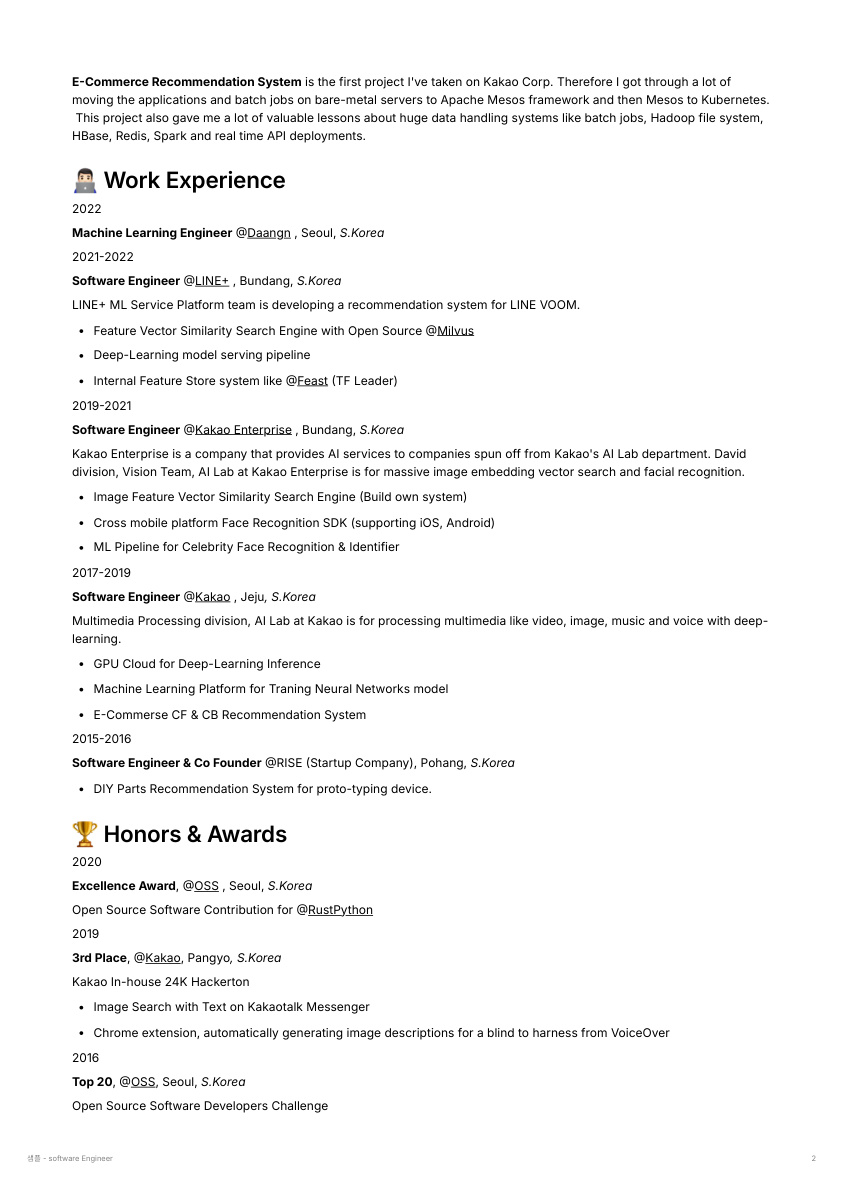 E-Commerce Recommendation System is the first project I've taken on Kakao Corp. Therefore I got through a lot of
moving the applications and batch jobs on bare-metal servers to Apache Mesos framework and then Mesos to Kubernetes.
This project also gave me a lot of valuable lessons about huge data handling systems like batch jobs, Hadoop file system,
HBase, Redis, Spark and real time API deployments.
Work Experience
2022
Machine Learning Engineer @Daangn , Seoul, S.Korea
2021-2022
Software Engineer @LINE+ , Bundang, S.Korea
LINE+ ML Service Platform team is developing a recommendation system for LINE VOOM.
• Feature Vector Similarity Search Engine with Open Source @Milvus
• Deep-Learning model serving pipeline
• Internal Feature Store system like @Feast (TF Leader)
2019-2021
Software Engineer @Kakao Enterprise , Bundang, S.Korea
Kakao Enterprise is a company that provides AI services to companies spun off from Kakao's AI Lab department. David
division, Vision Team, AI Lab at Kakao Enterprise is for massive image embedding vector search and facial recognition.
• Image Feature Vector Similarity Search Engine (Build own system)
• Cross mobile platform Face Recognition SDK (supporting iOS, Android)
• ML Pipeline for Celebrity Face Recognition & Identifier
2017-2019
Software Engineer @Kakao , Jeju, S.Korea
Multimedia Processing division, AI Lab at Kakao is for processing multimedia like video, image, music and voice with deep-
learning.
• GPU Cloud for Deep-Learning Inference
• Machine Learning Platform for Traning Neural Networks model
• E-Commerse CF & CB Recommendation System
2015-2016
Software Engineer & Co Founder @RISE (Startup Company), Pohang, S.Korea
• DIY Parts Recommendation System for proto-typing device.
Honors & Awards
2020
Excellence Award, @OSS , Seoul, S.Korea
Open Source Software Contribution for @RustPython
2019
3rd Place, @Kakao, Pangyo, S.Korea
Kakao In-house 24K Hackerton
• Image Search with Text on Kakaotalk Messenger
• Chrome extension, automatically generating image descriptions for a blind to harness from VoiceOver
2016
Top 20, @OSS, Seoul, S.Korea
Open Source Software Developers Challenge
샘플 - software Engineer
2